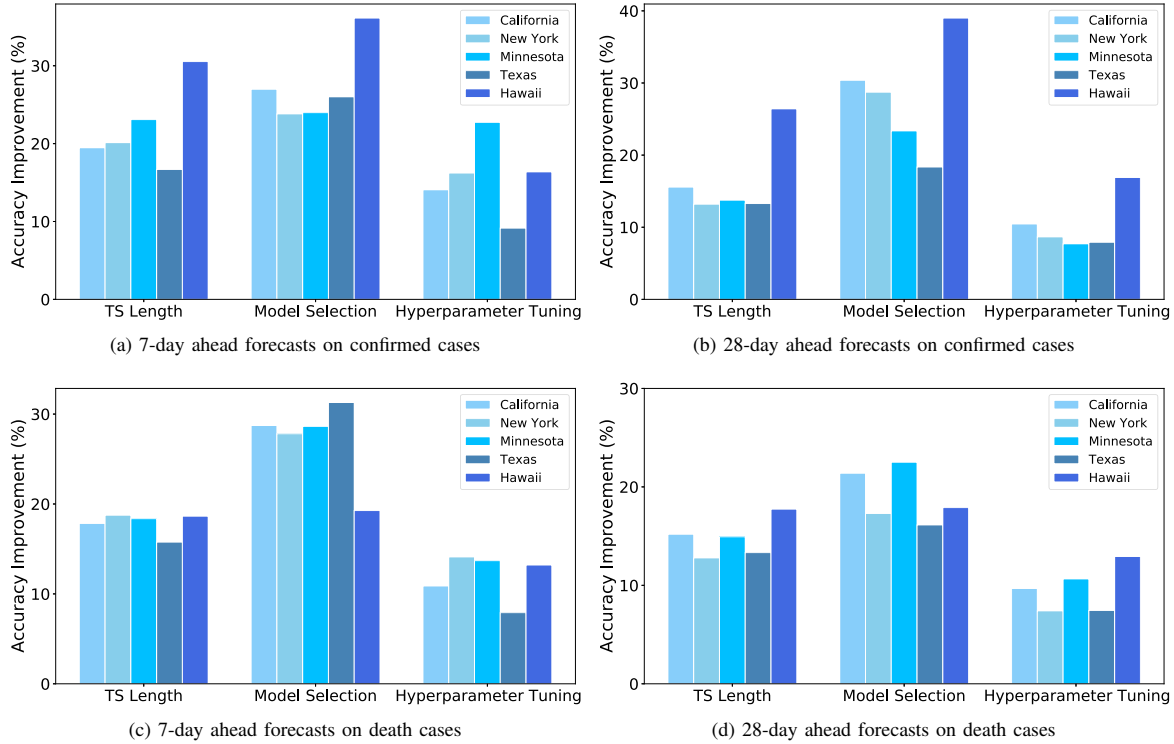 Accuracy Improvement (%)
30
20
10
0
California
New York
Minnesota
Texas
Hawaii
TS Length
Model Selection
Hyperparameter Tuning
(a) 7-day ahead forecasts on confirmed cases
Accuracy Improvement (%)
40
30
20
10
0
California
New York
Minnesota
Texas
Hawaii
TS Length
Model Selection
Hyperparameter Tuning
(b) 28-day ahead forecasts on confirmed cases
Accuracy Improvement (%)
30
20
10
0
California
New York
Minnesota
Texas
Hawaii
TS Length
Model Selection
Hyperparameter Tuning
(c) 7-day ahead forecasts on death cases
Accuracy Improvement (%)
30
20
10
0
California
New York
Minnesota
Texas
Hawaii
TS Length
Model Selection
Hyperparameter Tuning
(d) 28-day ahead forecasts on death cases